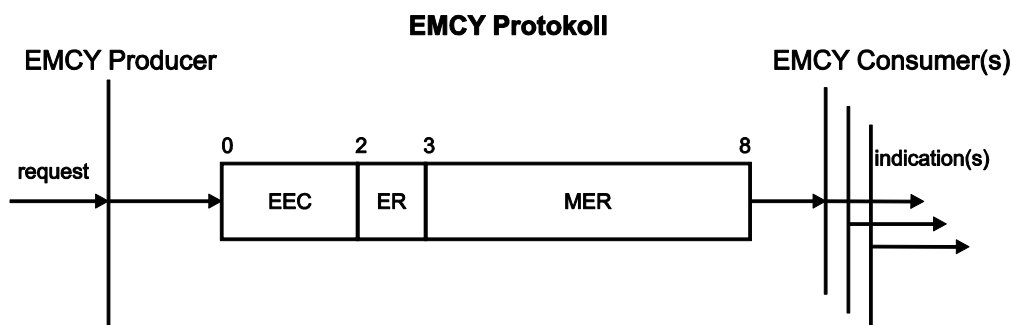 EMCY Protokoll
EMCY Producer
EMCY Consumer(s)
0
2
3
8
request
indication(s)
EEC
ER
MER